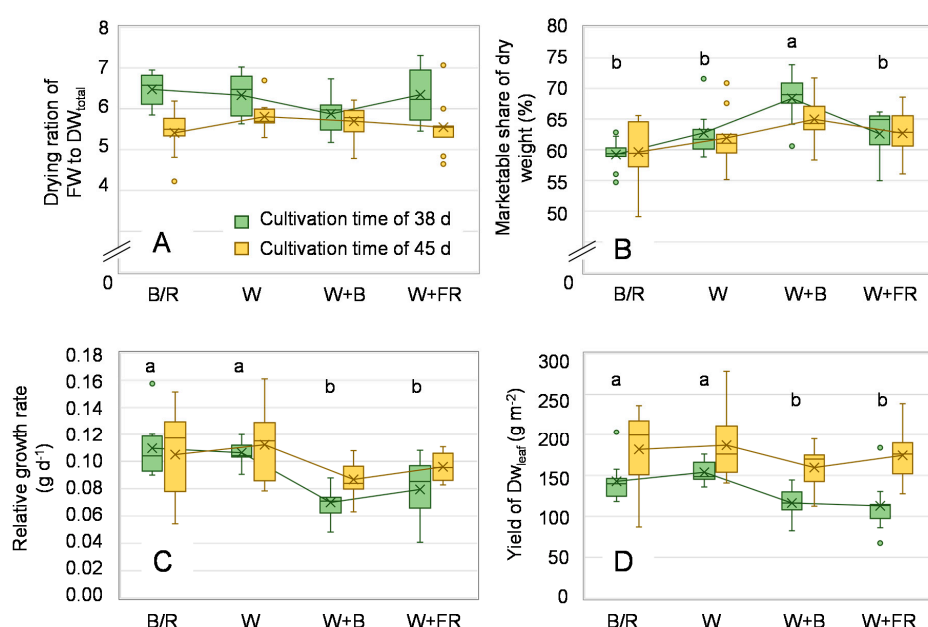 Drying ration of
FW to DWtotal
8
7
6
5
4
0
A
Cultivation time of 38 d
Cultivation time of 45 d
B/R W W+B W+FR
Marketable share of dry
weight (%)
80
75
70
65
60
55
50
0
b b a b
B
B/R W W+B W+FR
Relative growth rate
(g d-1)
0.18
0.16
0.14
0.12
0.10
0.08
0.06
0.04
0.02
0.00
a a b b
C
B/R W W+B W+FR
Yield of Dwleaf (g m-2)
300
250
200
150
100
50
0
a a b b
D
B/R W W+B W+FR